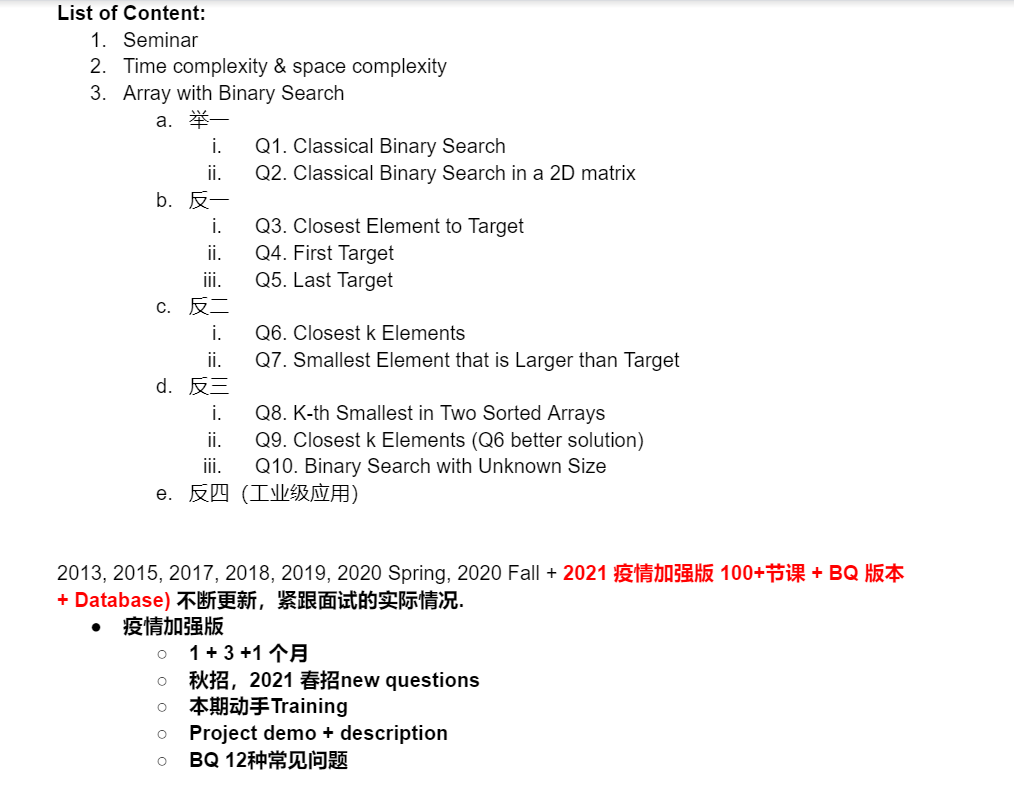 List of Content:
1. Seminar
2. Time complexity & space complexity
3. Array with Binary Search
a. 举一
i. Q1. Classical Binary Search
ii. Q2. Classical Binary Search in a 2D matrix
b. 反一
i. Q3. Closest Element to Target
ii. Q4. First Target
iii. Q5. Last Target
c. 反二
i. Q6. Closest k Elements
ii. Q7. Smallest Element that is Larger than Target
d. 反三
i. Q8. K-th Smallest in Two Sorted Arrays
ii. Q9. Closest k Elements (Q6 better solution)
iii. Q10. Binary Search with Unknown Size
e. 反四（工业级应用）
2013, 2015, 2017, 2018, 2019, 2020 Spring, 2020 Fall + 2021 疫情加强版 100+节课 + BQ 版本
+ Database) 不断更新，紧跟面试的实际情况.
● 疫情加强版
○ 1 + 3 +1 个月
○ 秋招，2021 春招new questions
○ 本期动手Training
○ Project demo + description
○ BQ 12种常见问题